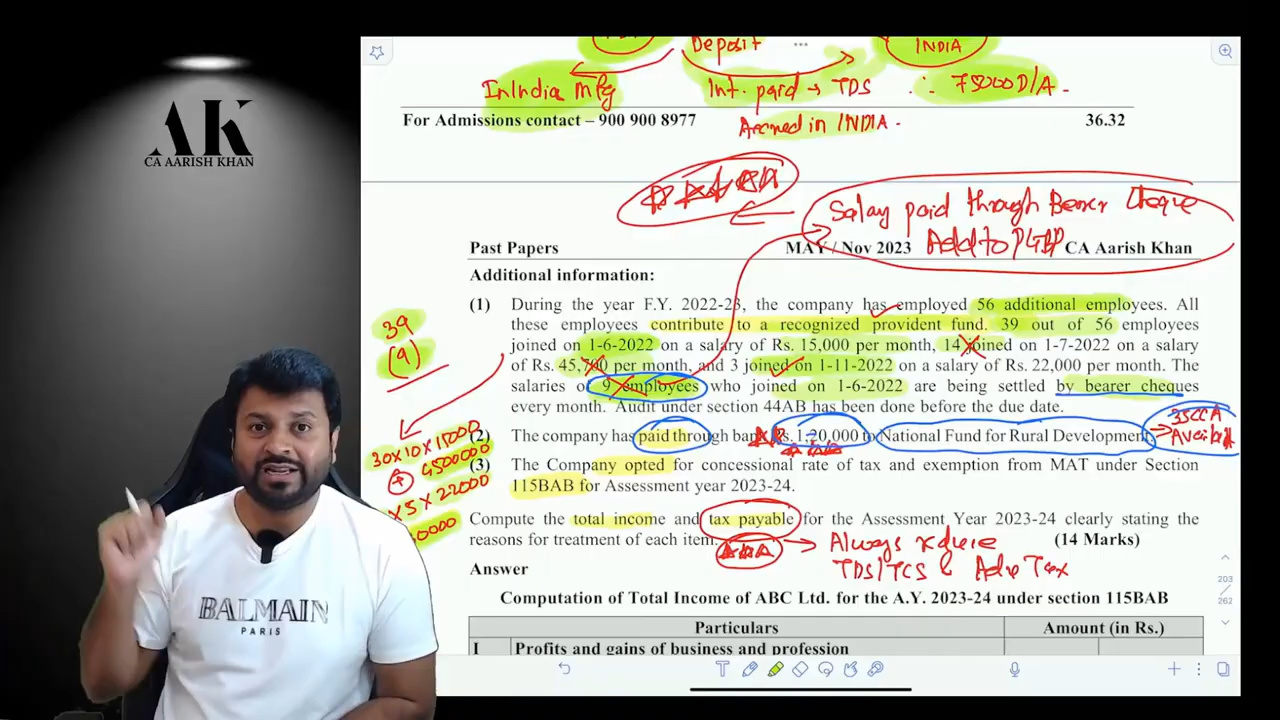 AK
CA AARISH KHAN
BALMAIN
PARIS
Deposit
INDIA
In India Mfg
Int. paid → TDS
∴ 75000 D/A.
Accrued in INDIA.
For Admissions contact – 900 900 8977
36.32
Salary paid through Bearer Cheque
Add to PGBP
Past Papers
MAY / Nov 2023
CA Aarish Khan
Additional information:
(1) During the year F.Y. 2022-23, the company has employed 56 additional employees. All
these employees contribute to a recognized provident fund. 39 out of 56 employees
joined on 1-6-2022 on a salary of Rs. 15,000 per month, 14 joined on 1-7-2022 on a salary
of Rs. 45,700 per month, and 3 joined on 1-11-2022 on a salary of Rs. 22,000 per month. The
salaries of 9 employees who joined on 1-6-2022 are being settled by bearer cheques
every month. Audit under section 44AB has been done before the due date.
(2) The company has paid through bank Rs. 1,20,000 to National Fund for Rural Development.
(3) The Company opted for concessional rate of tax and exemption from MAT under Section
115BAB for Assessment year 2023-24.
39
(9)
30X10X15000
4500000
+
X5X22000
0000
35CCA
Compute the total income and tax payable for the Assessment Year 2023-24 clearly stating the
reasons for treatment of each item.
(14 Marks)
→ Always
TDS/TCS & Adv Tax
Answer
Computation of Total Income of ABC Ltd. for the A.Y. 2023-24 under section 115BAB
Particulars
Amount (in Rs.)
I Profits and gains of business and profession
203
262